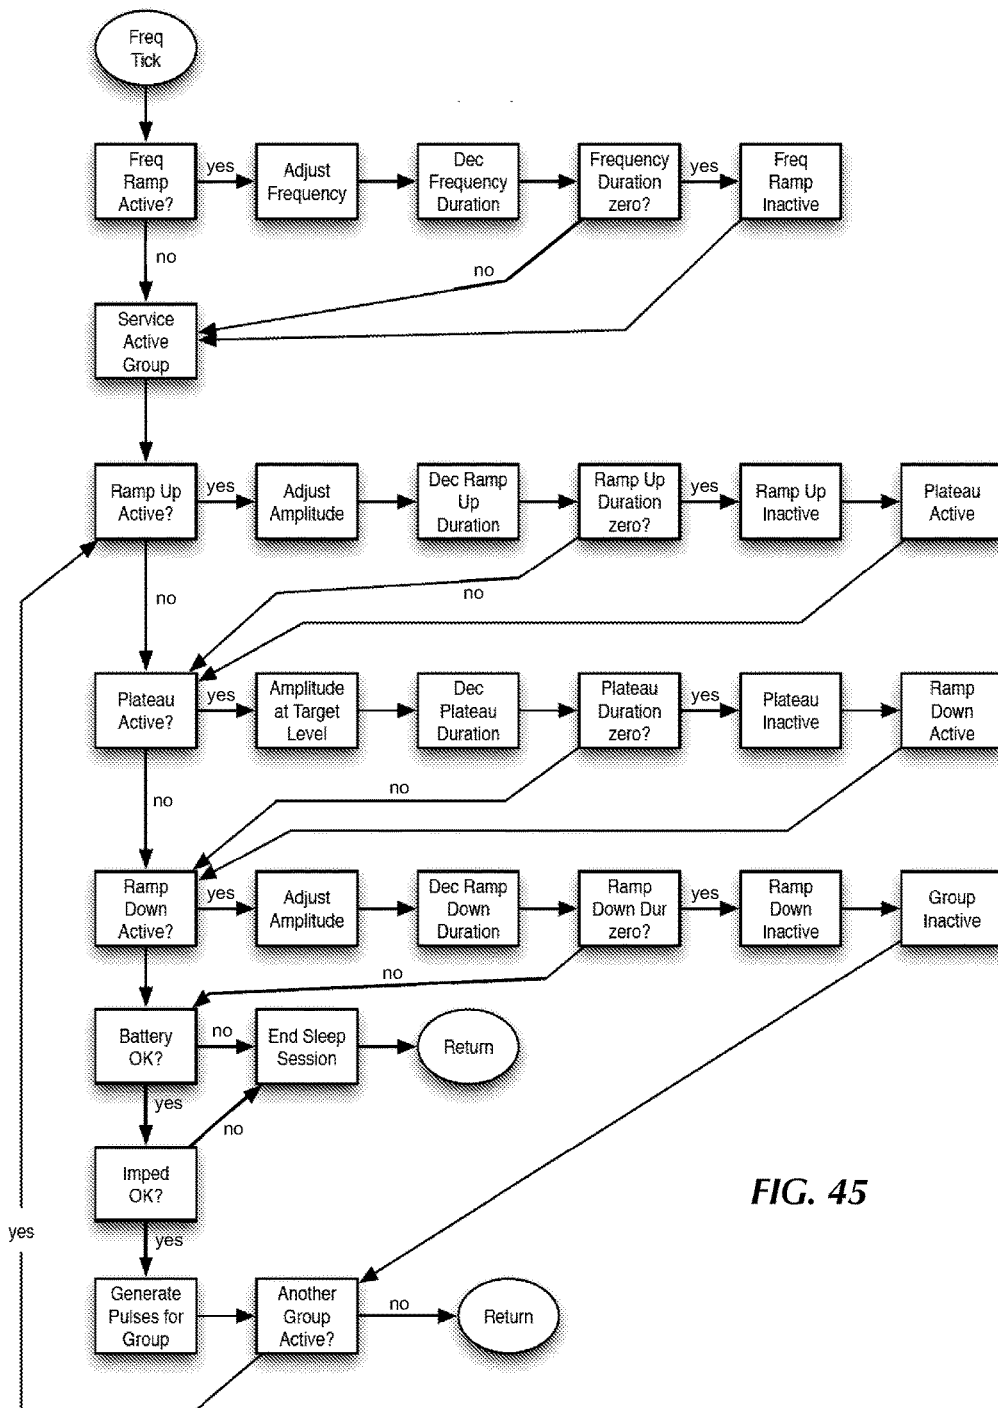 Freq
Tick
Freq
Ramp
Active?
yes
Adjust
Frequency
Dec
Frequency
Duration
Frequency
Duration
zero?
yes
Freq
Ramp
Inactive
no
no
Service
Active
Group
Ramp Up
Active?
yes
Adjust
Amplitude
Dec Ramp
Up
Duration
Ramp Up
Duration
zero?
yes
Ramp Up
Inactive
Plateau
Active
no
no
Plateau
Active?
yes
Amplitude
at Target
Level
Dec
Plateau
Duration
Plateau
Duration
zero?
yes
Plateau
Inactive
Ramp
Down
Active
no
no
Ramp
Down
Active?
yes
Adjust
Amplitude
Dec Ramp
Down
Duration
Ramp
Down Dur
zero?
yes
Ramp
Down
Inactive
Group
Inactive
no
Battery
OK?
no
End Sleep
Session
Return
yes
no
Imped
OK?
FIG. 45
yes
yes
Generate
Pulses for
Group
Another
Group
Active?
no
Return